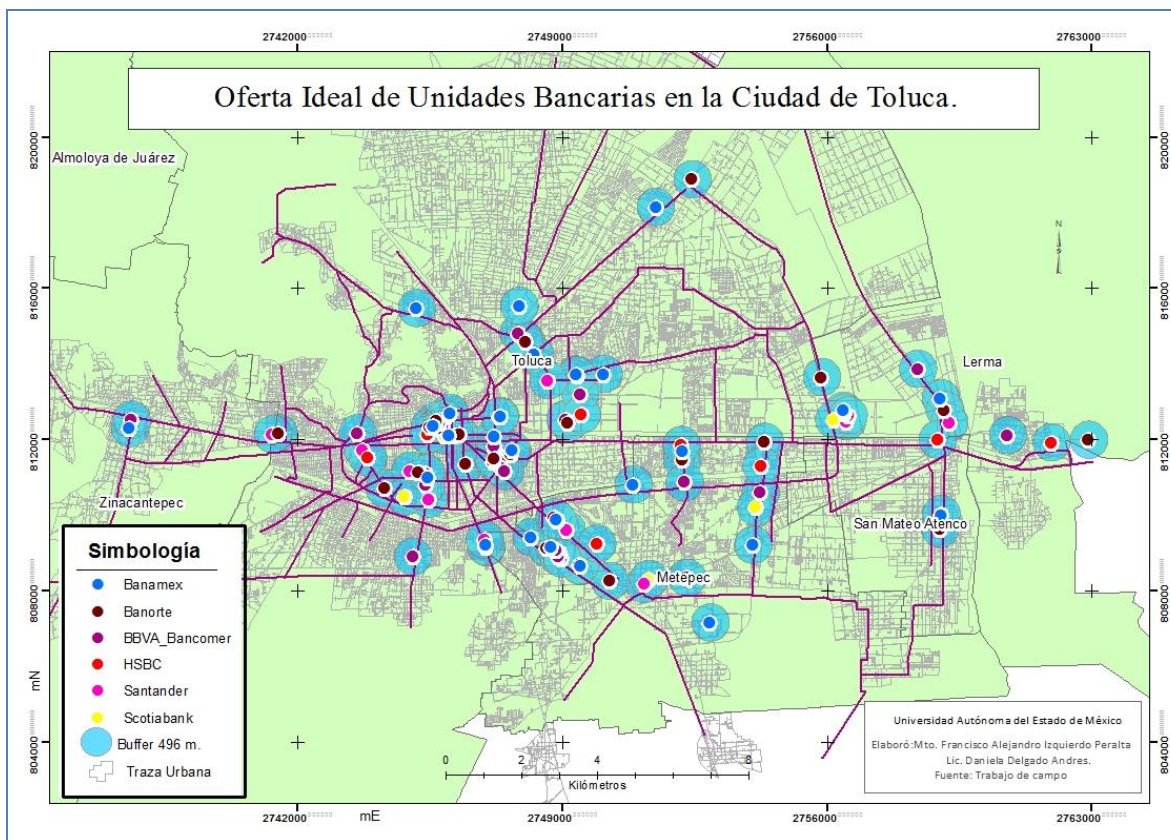 2742000
2749000
2756000
2763000
Oferta Ideal de Unidades Bancarias en la Ciudad de Toluca.
820000
820000
Almoloya de Juárez
N
816000
816000
Toluca
Lerma
812000
812000
Zinacantepec
San Mateo Atenco
Metepec
808000
808000
Simbología
Banamex
Banorte
BBVA_Bancomer
HSBC
Santander
Scotiabank
Buffer 496 m.
Traza Urbana
mN
0 2 4 6 8
Kilómetros
Universidad Autónoma del Estado de México
Elaboró:Mto. Francisco Alejandro Izquierdo Peralta
Lic. Daniela Delgado Andres.
Fuente: Trabajo de campo
804000
804000
2742000
mE
2749000
2756000
2763000